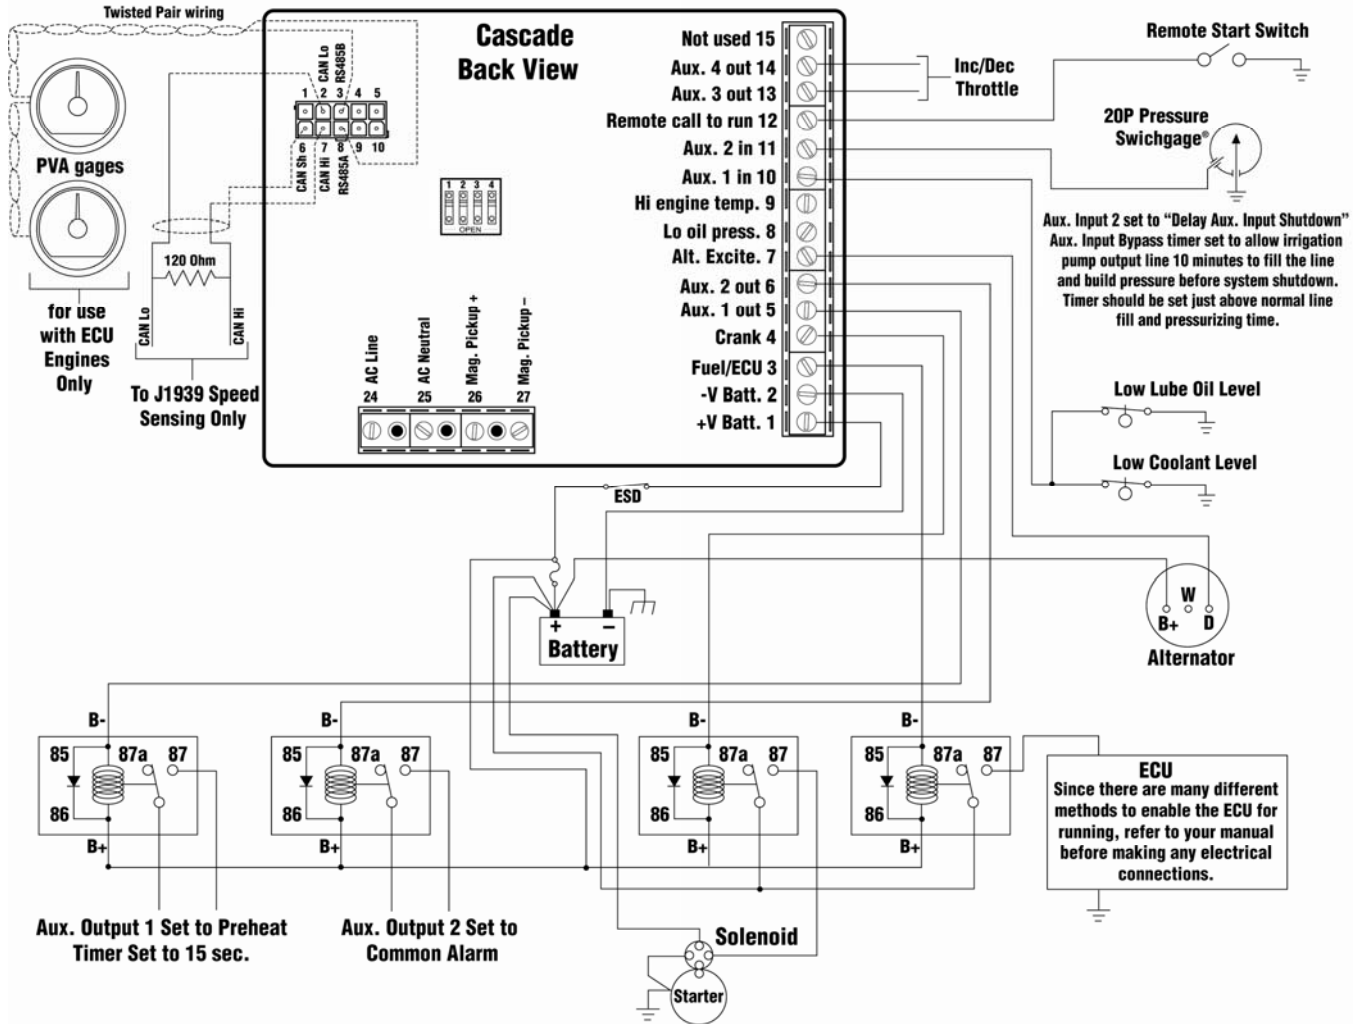 Twisted Pair wiring
Cascade
Back View
CAN Lo
RS485B
1 2 3 4 5
6 7 8 9 10
CAN Sh
CAN Hi
RS485A
PVA gages
for use
with ECU
Engines
Only
120 Ohm
CAN Lo
CAN Hi
To J1939 Speed
Sensing Only
1 2 3 4
OPEN
AC Line
AC Neutral
Mag. Pickup +
Mag. Pickup –
24 25 26 27
Not used 15
Aux. 4 out 14
Aux. 3 out 13
Remote call to run 12
Aux. 2 in 11
Aux. 1 in 10
Hi engine temp. 9
Lo oil press. 8
Alt. Excite. 7
Aux. 2 out 6
Aux. 1 out 5
Crank 4
Fuel/ECU 3
-V Batt. 2
+V Batt. 1
Inc/Dec
Throttle
Remote Start Switch
20P Pressure
Swichgage®
Aux. Input 2 set to “Delay Aux. Input Shutdown”
Aux. Input Bypass timer set to allow irrigation
pump output line 10 minutes to fill the line
and build pressure before system shutdown.
Timer should be set just above normal line
fill and pressurizing time.
Low Lube Oil Level
Low Coolant Level
ESD
+ –
Battery
W
B+ D
Alternator
B-
85 87a 87
86
B+
B-
85 87a 87
86
B+
B-
85 87a 87
86
B+
B-
85 87a 87
86
B+
ECU
Since there are many different
methods to enable the ECU for
running, refer to your manual
before making any electrical
connections.
Aux. Output 1 Set to Preheat
Timer Set to 15 sec.
Aux. Output 2 Set to
Common Alarm
Solenoid
Starter